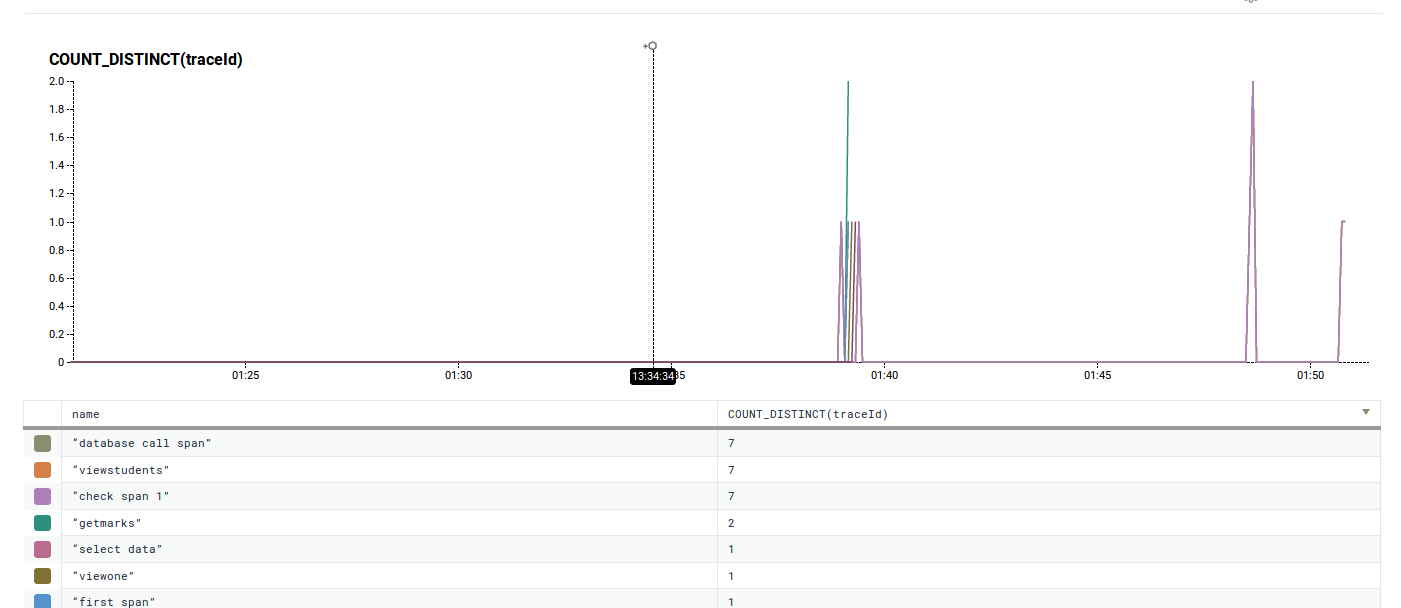 COUNT_DISTINCT(traceId)
2.0
1.8
1.6
1.4
1.2
1.0
0.8
0.6
0.4
0.2
0
01:25 01:30 13:34:34 35 01:40 01:45 01:50
name COUNT_DISTINCT(traceId)
“database call span” 7
“viewstudents” 7
“check span 1” 7
“getmarks” 2
“select data” 1
“viewone” 1
“first span” 1